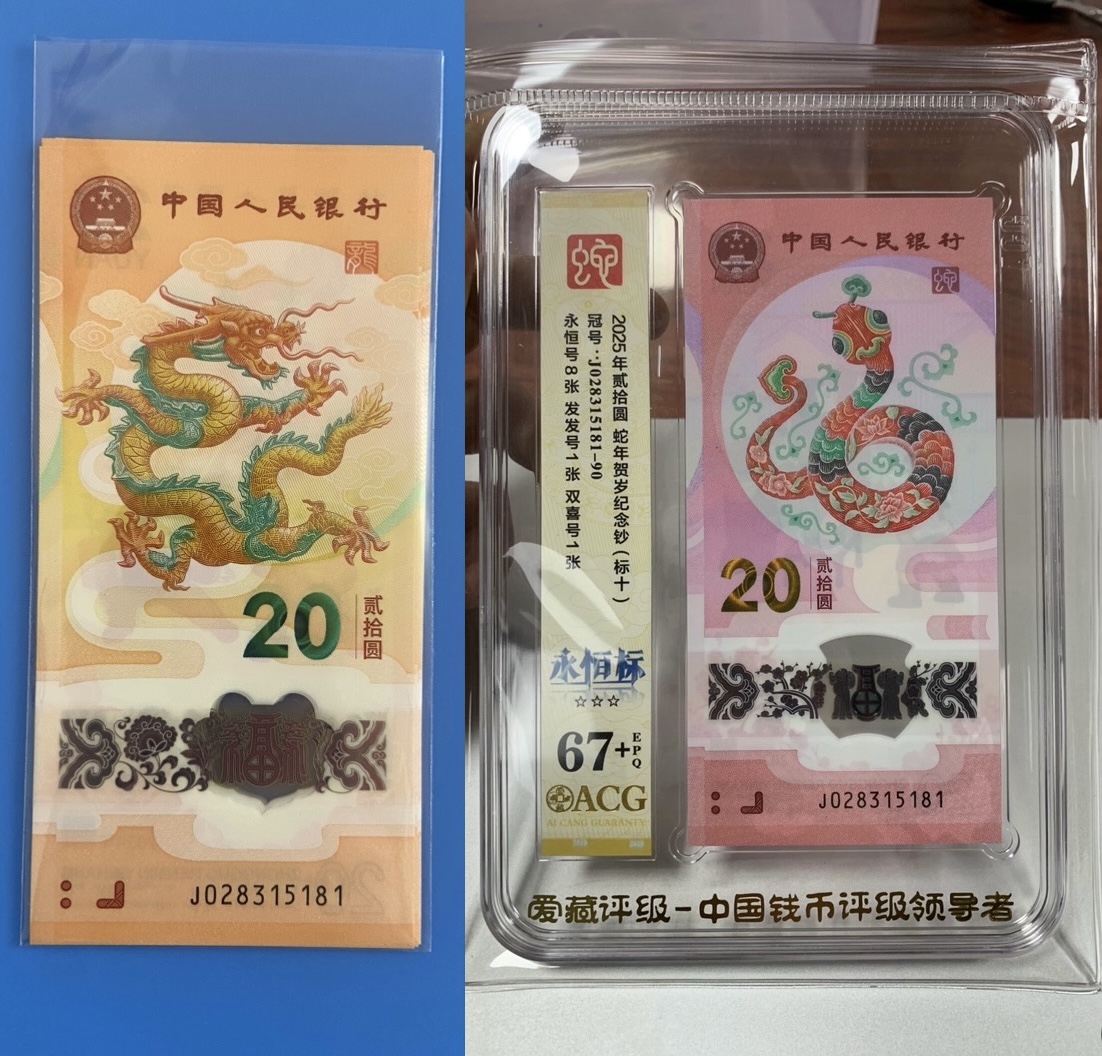 中国人民银行
龍
20
贰拾圆
J028315181
蛇
2025年贰拾圆 蛇年贺岁纪念钞(标十)
冠号:J028315181-90
永恒号8张 发发号1张 双喜号1张
永恒标
☆☆☆
67+EPQ
ACG
AI CANG GUARANTY
中国人民银行
蛇
20
贰拾圆
J028315181
爱藏评级-中国钱币评级领导者